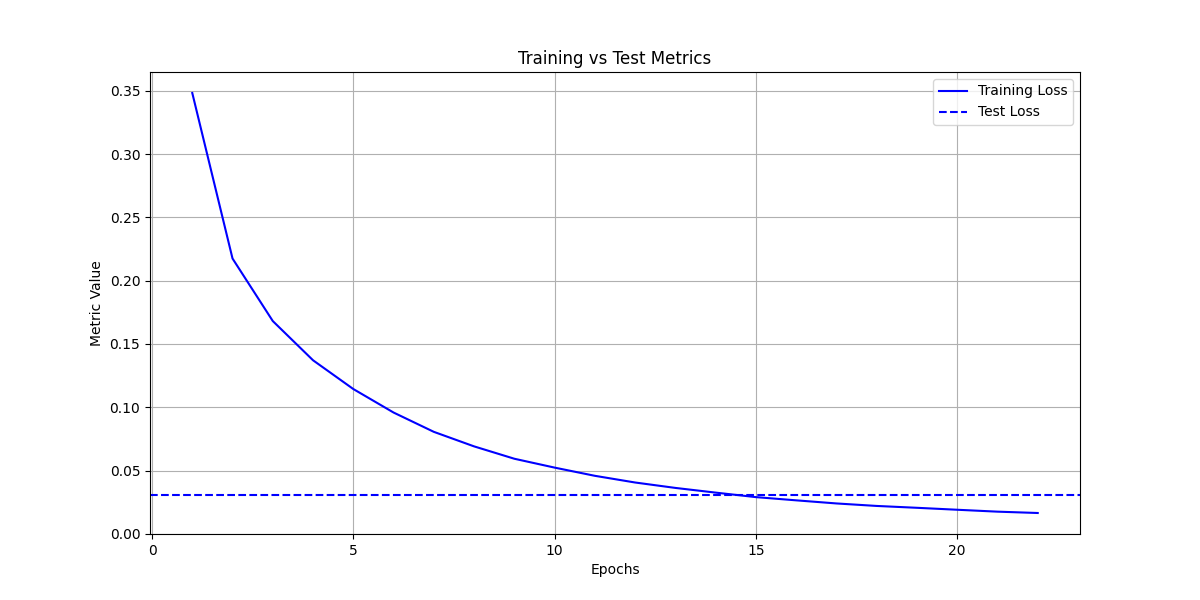 Training vs Test Metrics
Training Loss
Test Loss
Metric Value
0.35
0.30
0.25
0.20
0.15
0.10
0.05
0.00
0 5 10 15 20
Epochs